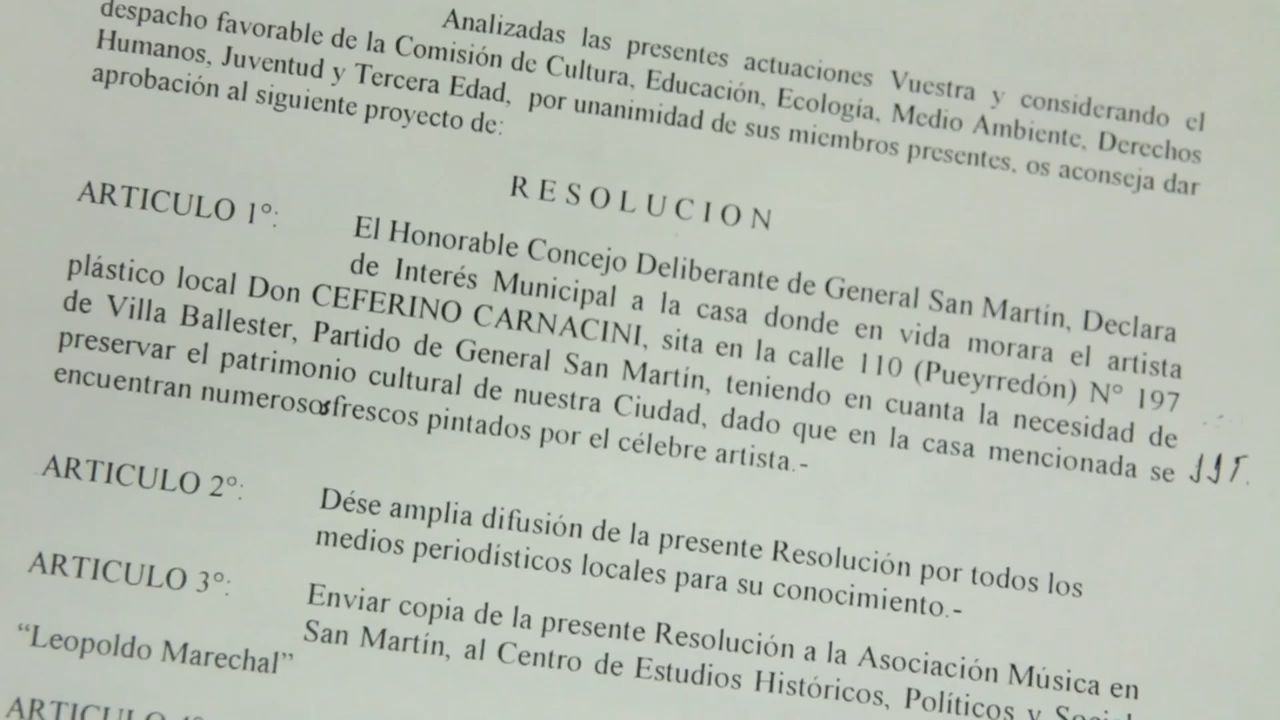 Analizadas las presentes actuaciones Vuestra y considerando el
despacho favorable de la Comisión de Cultura, Educación, Ecología, Medio Ambiente, Derechos
Humanos, Juventud y Tercera Edad, por unanimidad de sus miembros presentes, os aconseja dar
aprobación al siguiente proyecto de:
RESOLUCION
ARTICULO 1°: El Honorable Concejo Deliberante de General San Martín, Declara
de Interés Municipal a la casa donde en vida morara el artista
plástico local Don CEFERINO CARNACINI, sita en la calle 110 (Pueyrredón) N° 197
de Villa Ballester, Partido de General San Martín, teniendo en cuanta la necesidad de
preservar el patrimonio cultural de nuestra Ciudad, dado que en la casa mencionada se
encuentran numerosos frescos pintados por el célebre artista.-
ARTICULO 2°: Dése amplia difusión de la presente Resolución por todos los
medios periodísticos locales para su conocimiento.-
ARTICULO 3°: Enviar copia de la presente Resolución a la Asociación Música en
San Martín, al Centro de Estudios Históricos, Políticos y
“Leopoldo Marechal”
ARTICULO